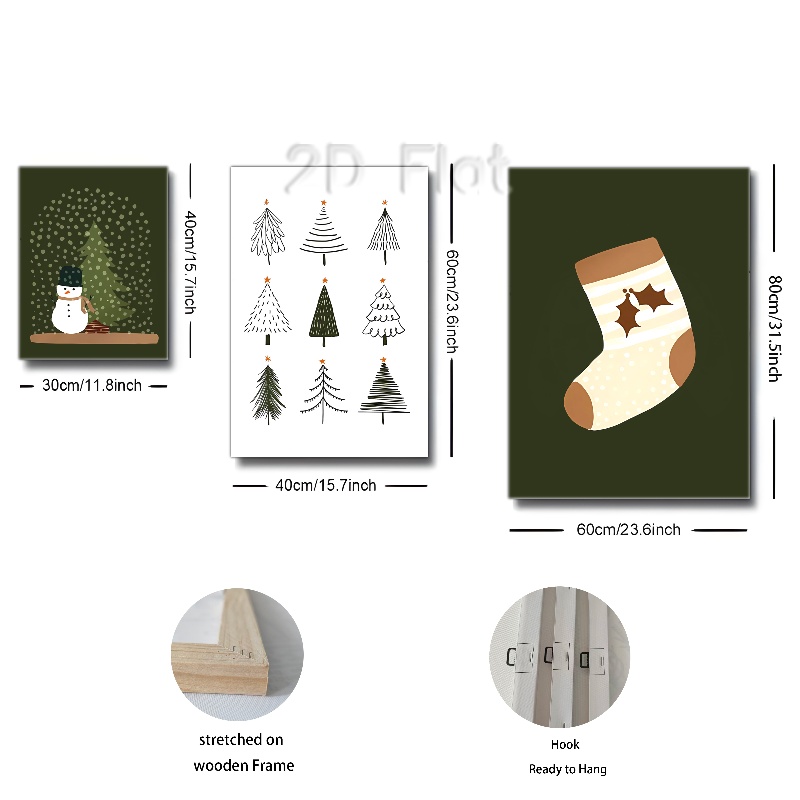 2D Flat
40cm/15.7inch
30cm/11.8inch
60cm/23.6inch
40cm/15.7inch
80cm/31.5inch
60cm/23.6inch
stretched on
wooden Frame
Hook
Ready to Hang